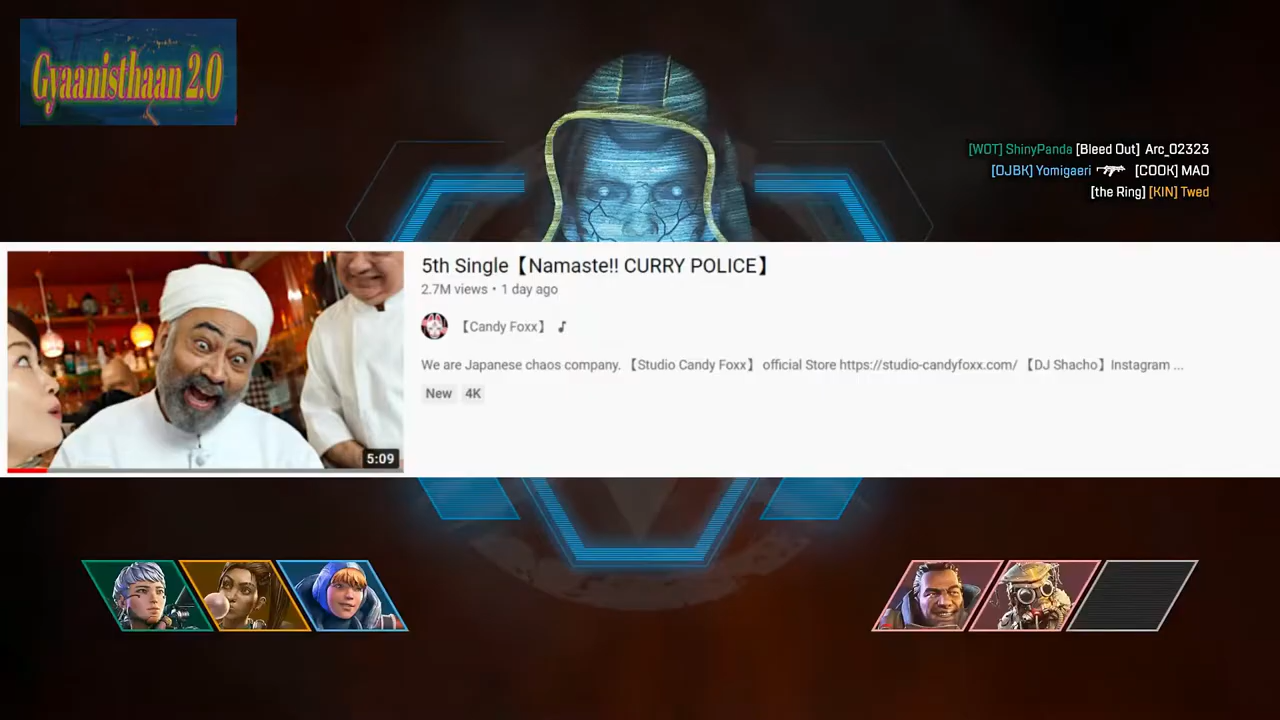 Gyaanisthaan 2.0
[WOT] ShinyPanda [Bleed Out] Arc_02323
[OJBK] Yomigaeri [COOK] MAO
[the Ring] [KIN] Twed
5th Single【Namaste!! CURRY POLICE】
2.7M views • 1 day ago
【Candy Foxx】 ♪
We are Japanese chaos company. 【Studio Candy Foxx】 official Store https://studio-candyfoxx.com/ 【DJ Shacho】Instagram ...
New 4K
5:09